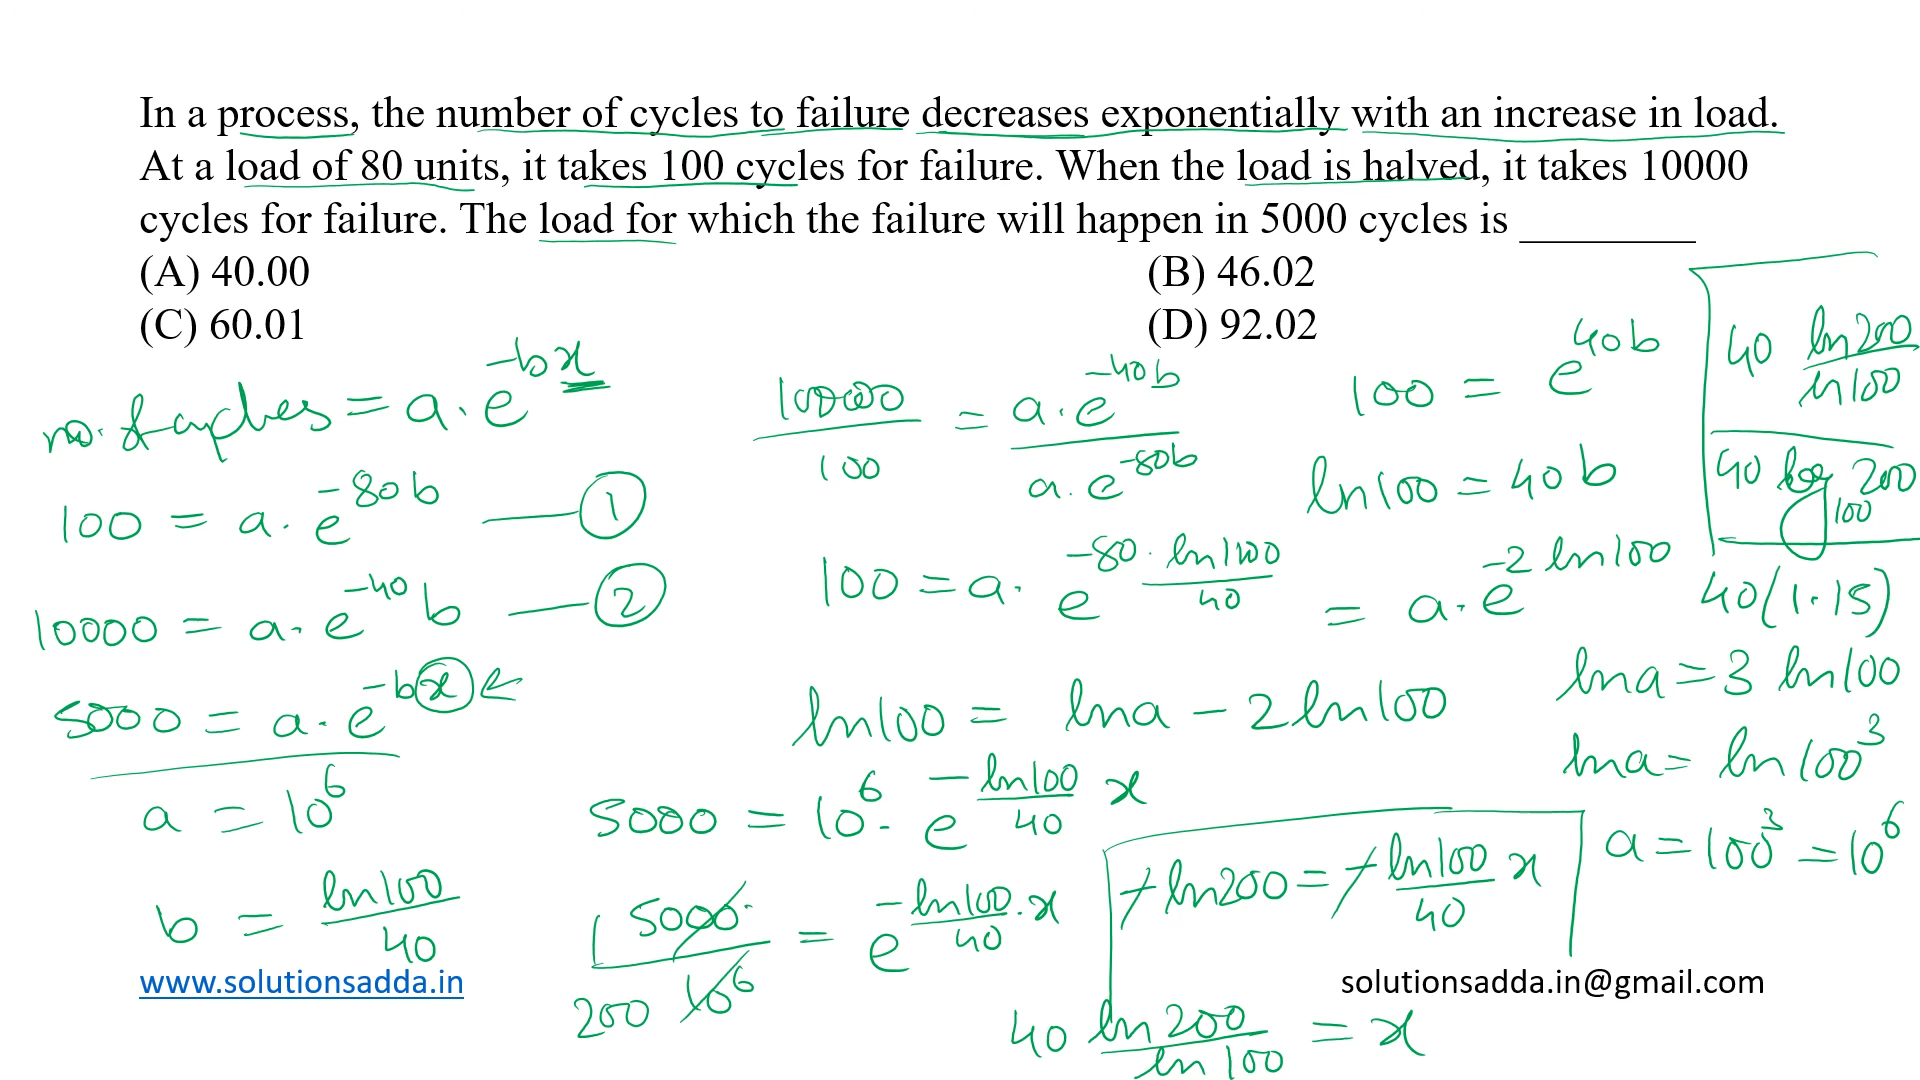 In a process, the number of cycles to failure decreases exponentially with an increase in load.
At a load of 80 units, it takes 100 cycles for failure. When the load is halved, it takes 10000
cycles for failure. The load for which the failure will happen in 5000 cycles is ________
(A) 40.00 (B) 46.02
(C) 60.01 (D) 92.02
no. of cycles = a . e^{-bx}
100 = a . e^{-80b} — ①
10000 = a . e^{-40b} — ②
5000 = a . e^{-bx} ←
a = 10^6
b = ln100/40
10000/100 = a . e^{-40b} / a . e^{-80b}
100 = e^{40b}
ln100 = 40b
100 = a . e^{-80 . ln100/40} = a . e^{-2 ln100}
ln100 = lna - 2ln100
lna = 3 ln100
lna = ln100^3
a = 100^3 = 10^6
5000 = 10^6 . e^{-ln100/40 x}
1 5000 / 200 10^6 = e^{-ln100/40 . x}
+ ln200 = + ln100/40 x
40 ln200/ln100 = x
40 ln200/ln100
40 log_{100} 200
40(1.15)
www.solutionsadda.in
solutionsadda.in@gmail.com